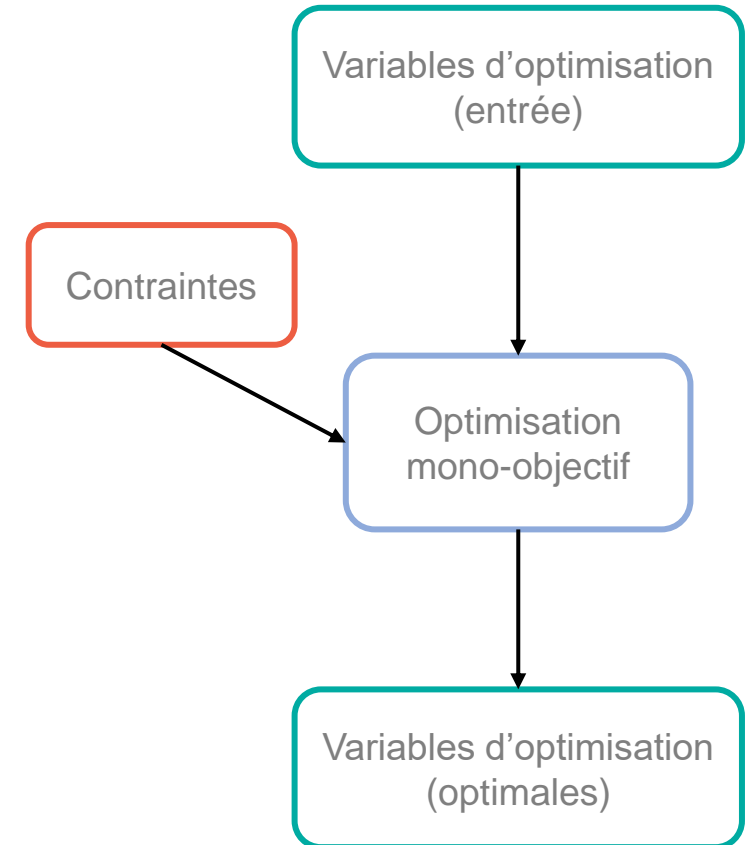 Variables d’optimisation
(entrée)
Contraintes
Optimisation
mono-objectif
Variables d’optimisation
(optimales)